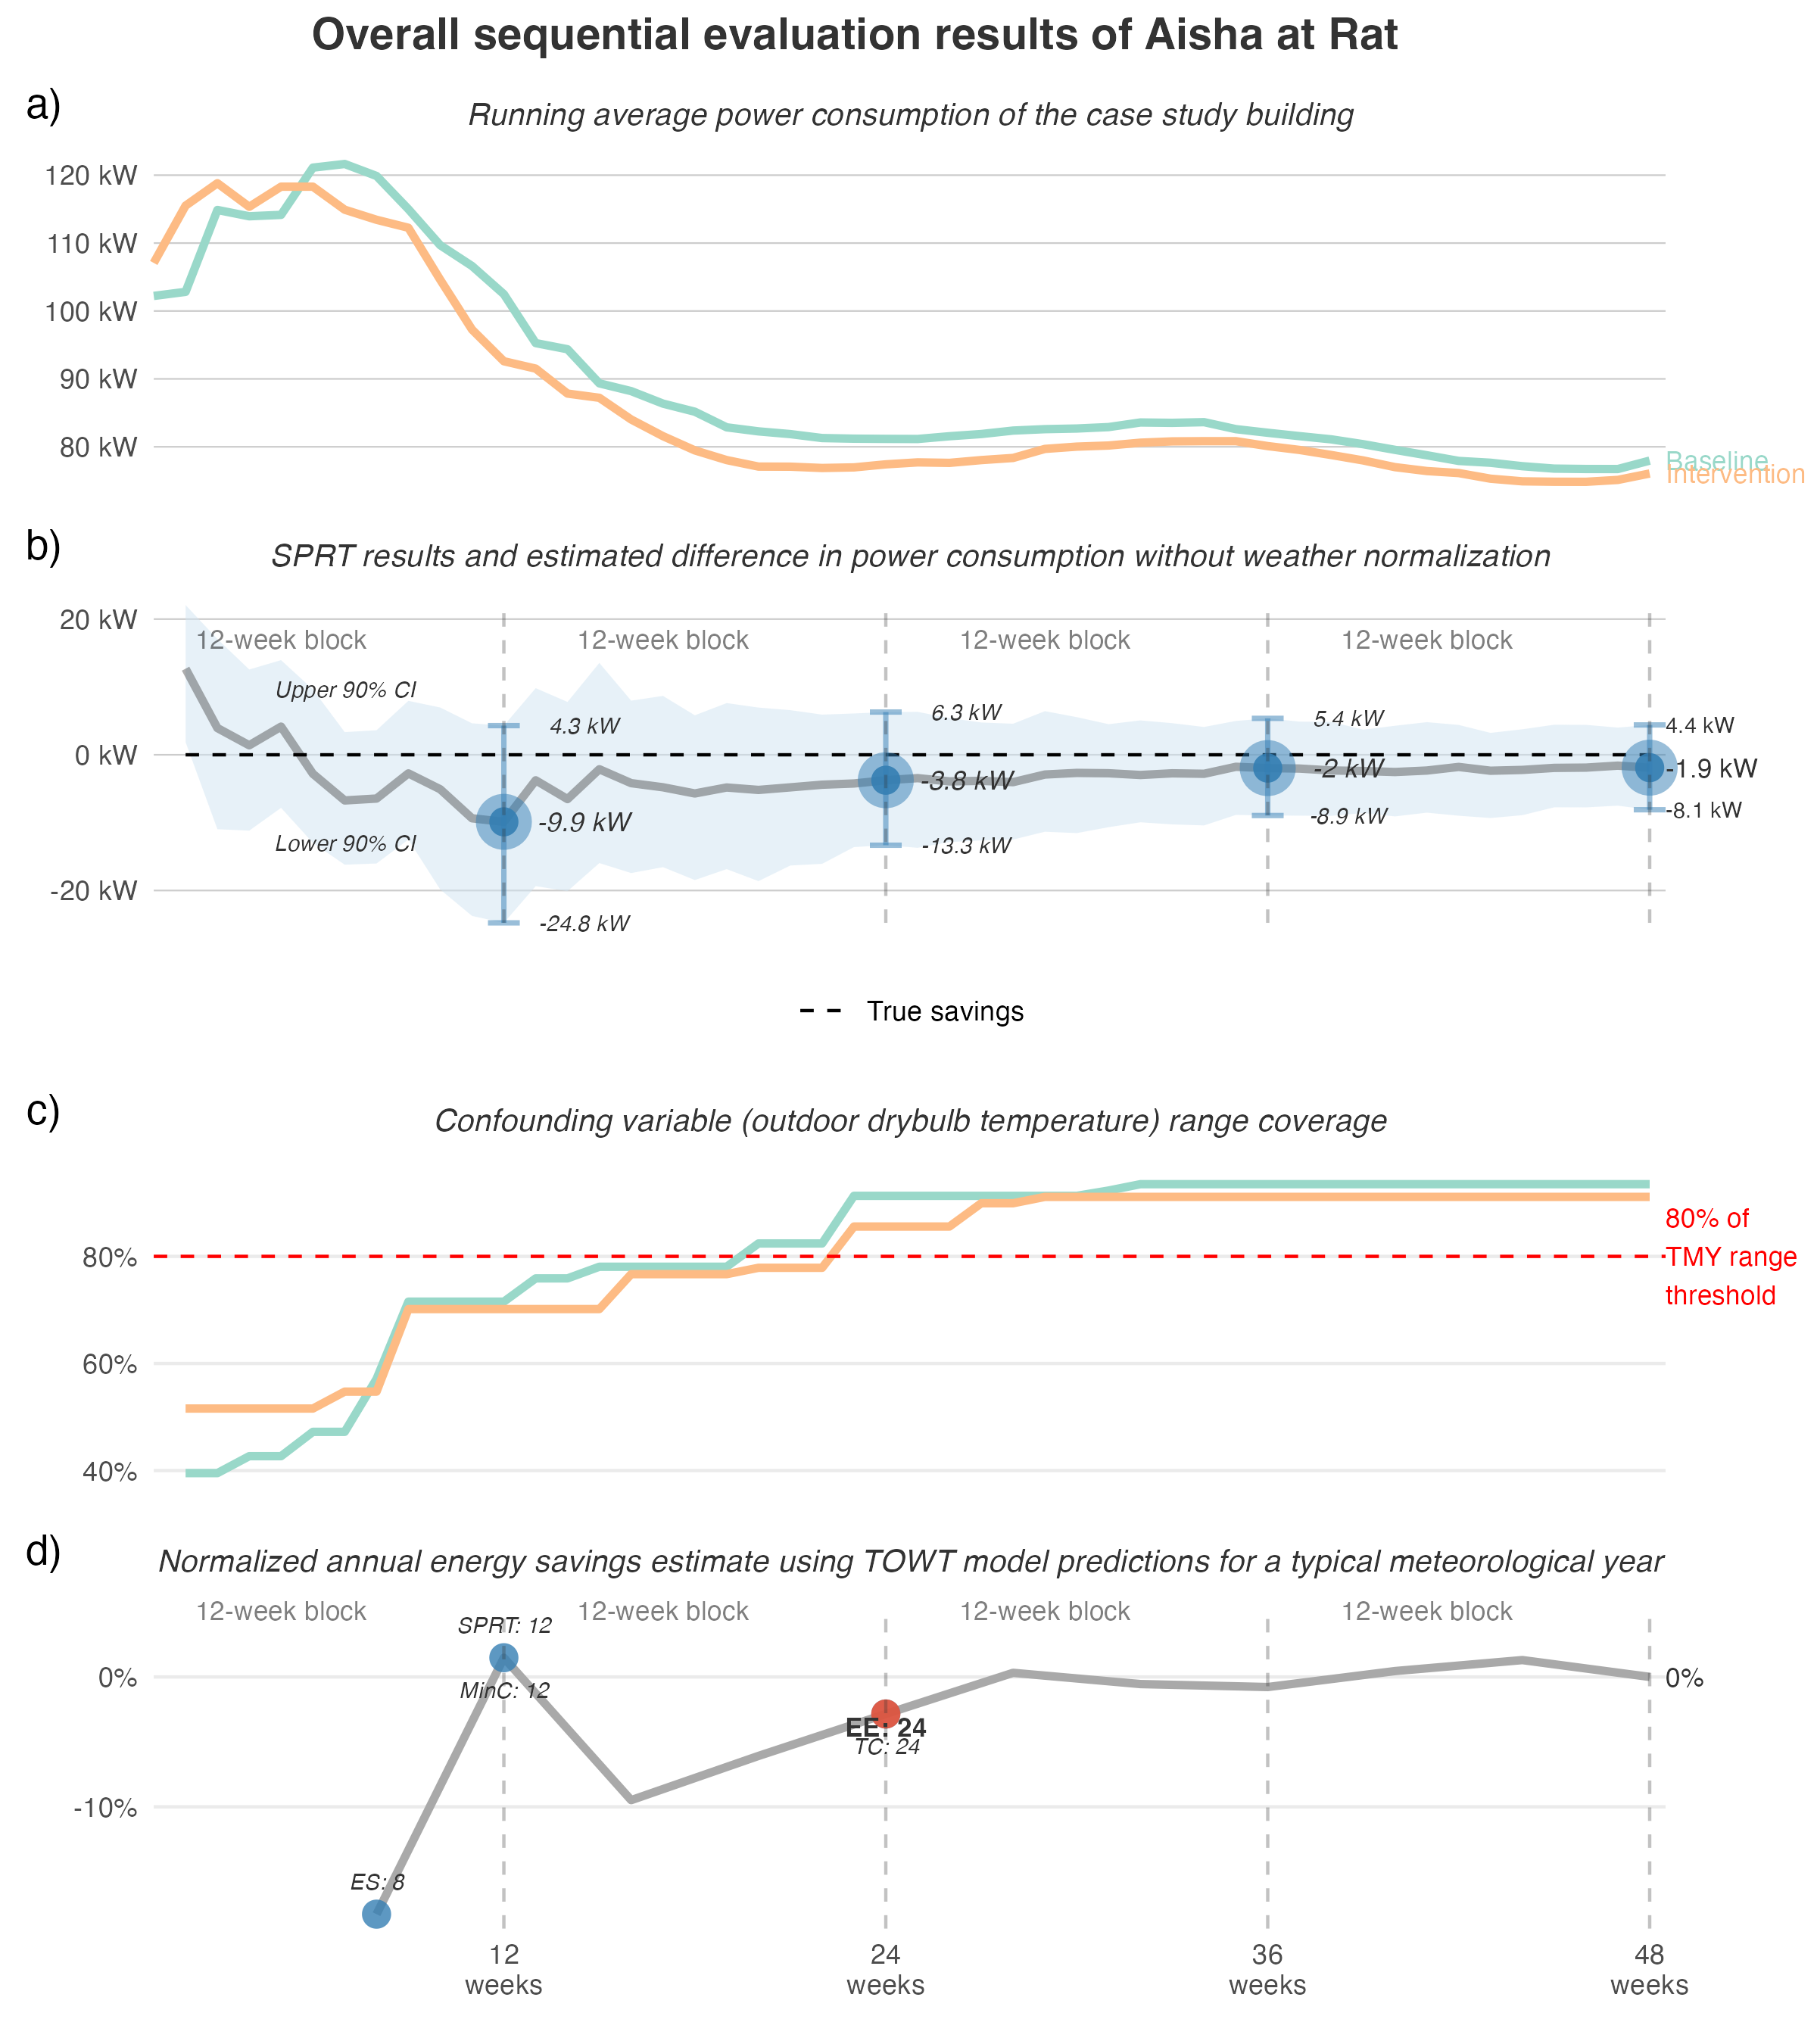 Overall sequential evaluation results of Aisha at Rat
a)
Running average power consumption of the case study building
120 kW
110 kW
100 kW
90 kW
80 kW
Baseline
Intervention
b)
SPRT results and estimated difference in power consumption without weather normalization
20 kW
0 kW
-20 kW
12-week block
12-week block
12-week block
12-week block
Upper 90% CI
Lower 90% CI
4.3 kW
-9.9 kW
-24.8 kW
6.3 kW
-3.8 kW
-13.3 kW
5.4 kW
-2 kW
-8.9 kW
4.4 kW
-1.9 kW
-8.1 kW
True savings
c)
Confounding variable (outdoor drybulb temperature) range coverage
80%
60%
40%
80% of
TMY range
threshold
d)
Normalized annual energy savings estimate using TOWT model predictions for a typical meteorological year
12-week block
12-week block
12-week block
12-week block
0%
-10%
SPRT: 12
MinC: 12
ES: 8
EE: 24
TC: 24
0%
12
weeks
24
weeks
36
weeks
48
weeks